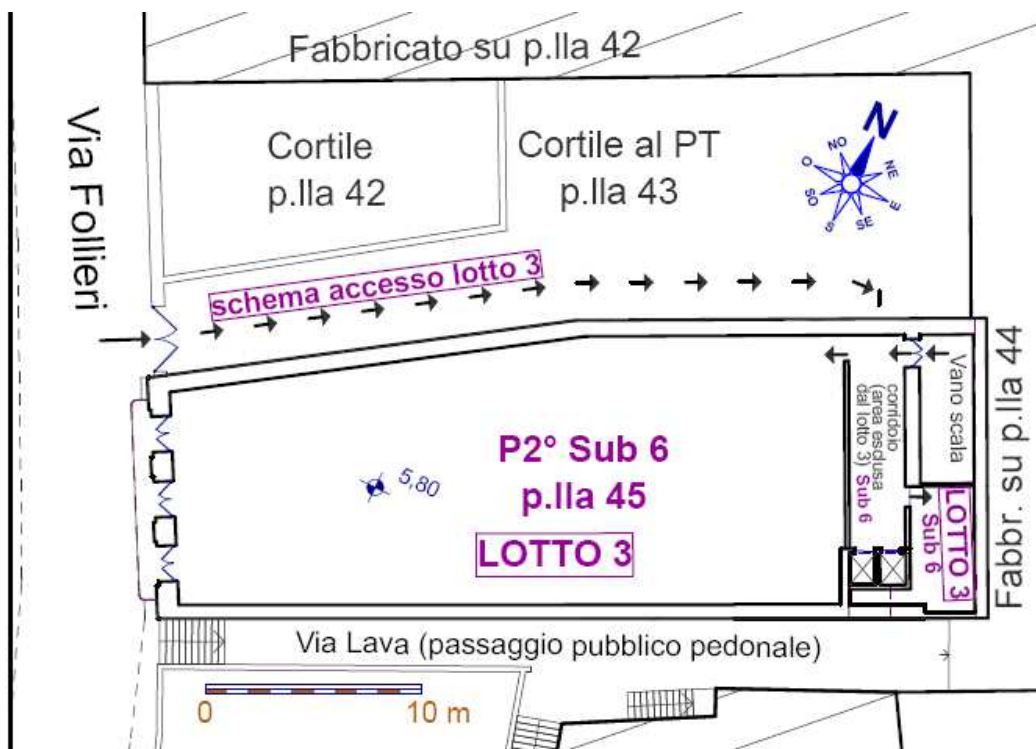 Fabbricato su p.lla 42
Via Follieri
Cortile
p.lla 42
Cortile al PT
p.lla 43
N
NO
NE
O
E
SO
SE
S
schema accesso lotto 3
Vano scala
corridoio
(area esclusa
dal lotto 3) Sub 6
Fabbr. su p.lla 44
P2° Sub 6
p.lla 45
LOTTO 3
5,80
LOTTO 3
Sub 6
Via Lava (passaggio pubblico pedonale)
0
10 m